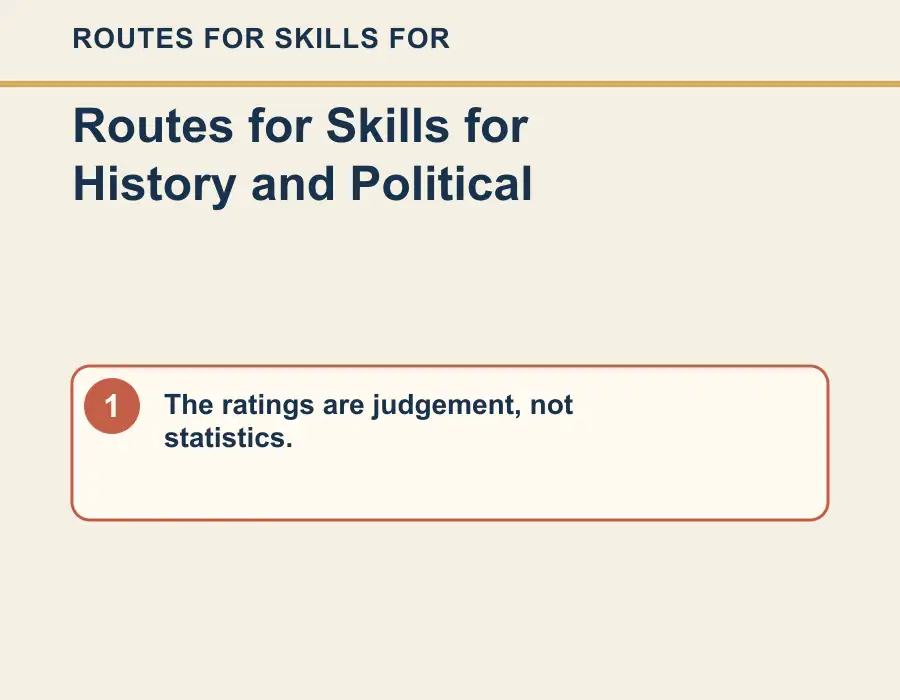 ROUTES FOR SKILLS FOR
Routes for Skills for
History and Political
1
The ratings are judgement, not
statistics.